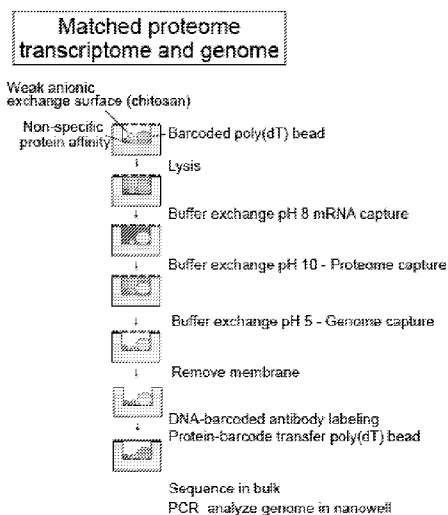 Matched proteome
transcriptome and genome
Weak anionic
exchange surface (chitosan)
Non-specific
protein affinity
Barcoded poly(dT) bead
Lysis
Buffer exchange pH 8 mRNA capture
Buffer exchange pH 10 - Proteome capture
Buffer exchange pH 5 - Genome capture
Remove membrane
DNA-barcoded antibody labeling
Protein-barcode transfer poly(dT) bead
Sequence in bulk
PCR analyze genome in nanowell